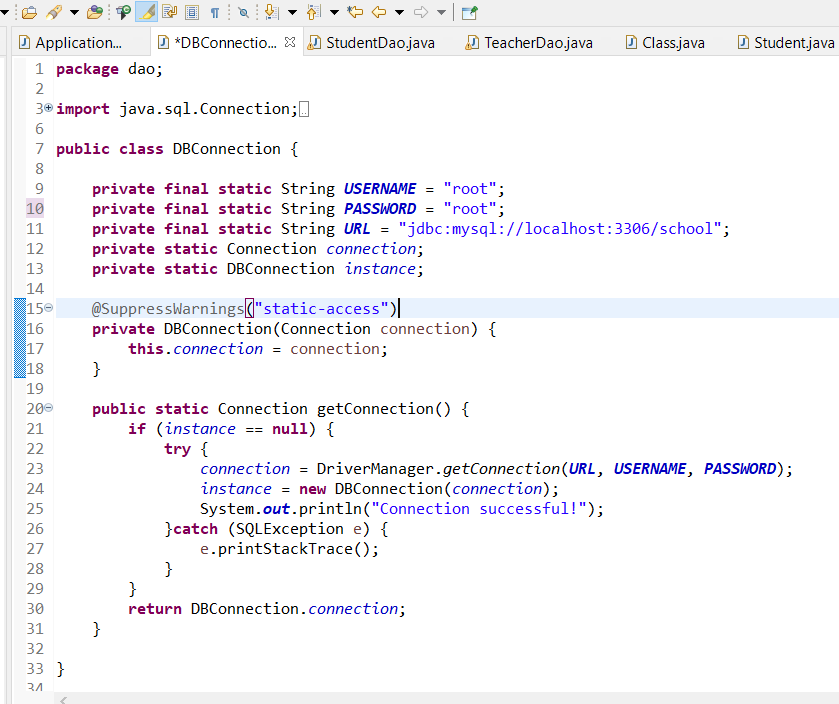 Application...
*DBConnectio...
StudentDao.java
TeacherDao.java
Class.java
Student.java
1 package dao;
2
3 import java.sql.Connection;
6
7 public class DBConnection {
8
9 private final static String USERNAME = "root";
10 private final static String PASSWORD = "root";
11 private final static String URL = "jdbc:mysql://localhost:3306/school";
12 private static Connection connection;
13 private static DBConnection instance;
14
15 @SuppressWarnings("static-access")
16 private DBConnection(Connection connection) {
17 this.connection = connection;
18 }
19
20 public static Connection getConnection() {
21 if (instance == null) {
22 try {
23 connection = DriverManager.getConnection(URL, USERNAME, PASSWORD);
24 instance = new DBConnection(connection);
25 System.out.println("Connection successful!");
26 }catch (SQLException e) {
27 e.printStackTrace();
28 }
29 }
30 return DBConnection.connection;
31 }
32
33 }
34